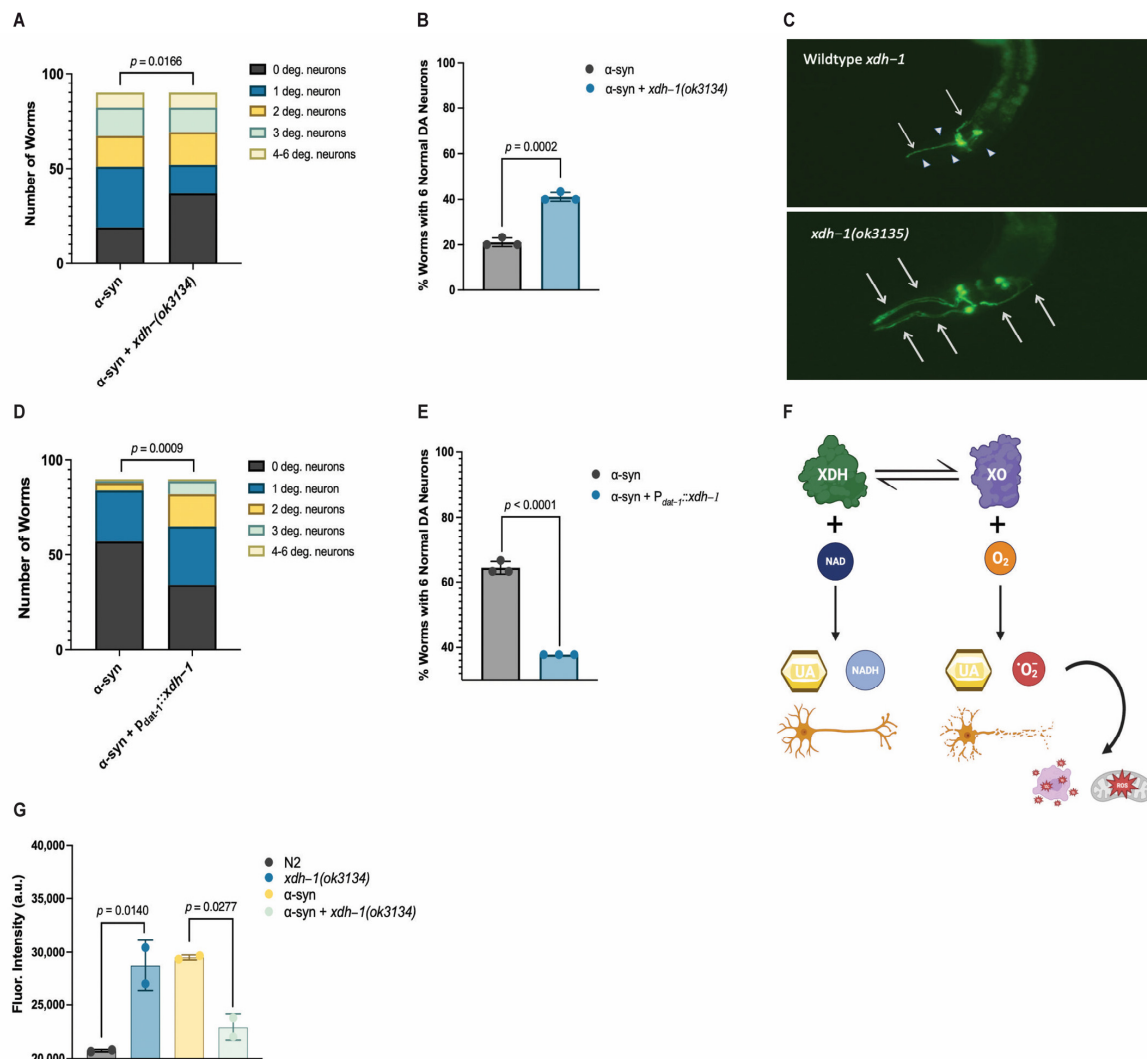 A
p = 0.0166
100
50
0
Number of Worms
α-syn
α-syn + xdh-(ok3134)
0 deg. neurons
1 deg. neuron
2 deg. neurons
3 deg. neurons
4-6 deg. neurons
B
100
80
60
40
20
0
% Worms with 6 Normal DA Neurons
p = 0.0002
α-syn
α-syn + xdh-1(ok3134)
C
Wildtype xdh-1
xdh-1(ok3135)
D
p = 0.0009
100
50
0
Number of Worms
α-syn
α-syn + pdat-1::xdh-1
0 deg. neurons
1 deg. neuron
2 deg. neurons
3 deg. neurons
4-6 deg. neurons
E
100
80
60
40
% Worms with 6 Normal DA Neurons
p < 0.0001
α-syn
α-syn + Pdat-1::xdh-1
F
XDH
XO
+
+
NAD
O2
UA
NADH
UA
•O2−
ROS
G
40,000
35,000
30,000
25,000
20,000
Fluor. Intensity (a.u.)
p = 0.0140
p = 0.0277
N2
xdh-1(ok3134)
α-syn
α-syn + xdh-1(ok3134)